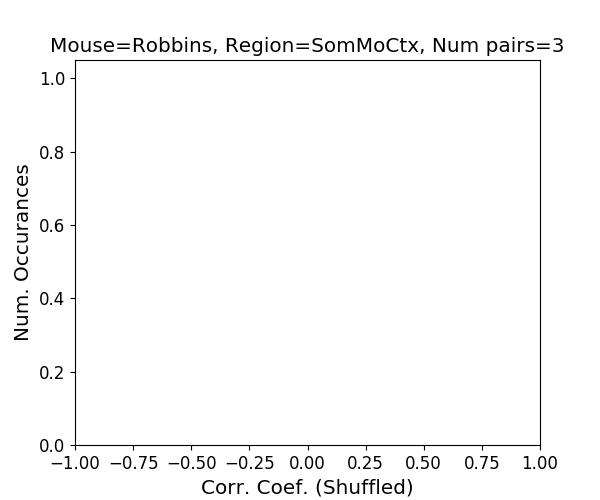 Mouse=Robbins, Region=SomMoCtx, Num pairs=3
1.0
0.8
0.6
0.4
0.2
0.0
Num. Occurances
−1.00 −0.75 −0.50 −0.25 0.00 0.25 0.50 0.75 1.00
Corr. Coef. (Shuffled)